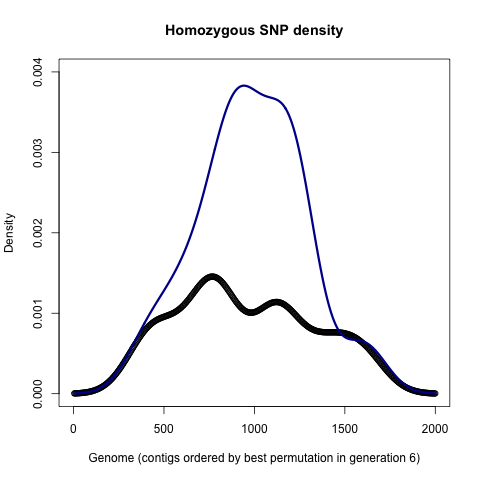 Homozygous SNP density
Density
0.004
0.003
0.002
0.001
0.000
0 500 1000 1500 2000
Genome (contigs ordered by best permutation in generation 6)